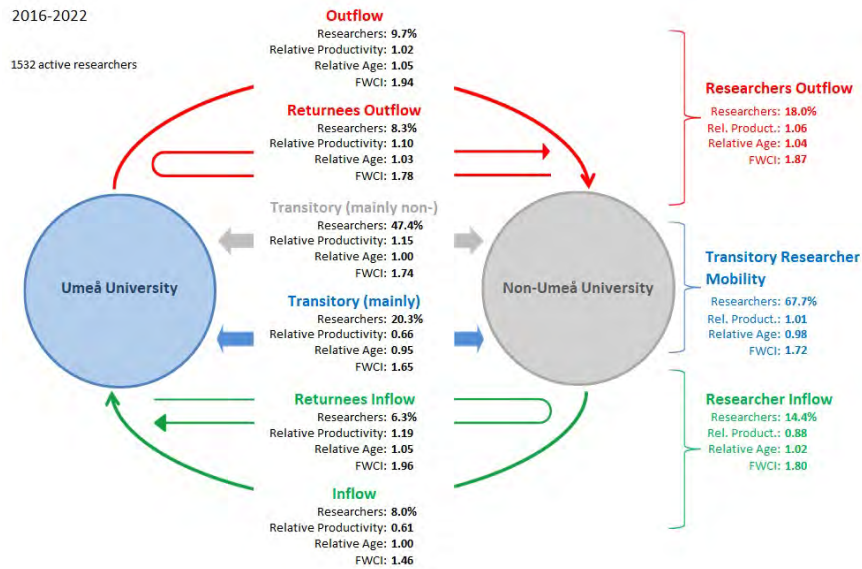 2016-2022
1532 active researchers
Outflow
Researchers: 9.7%
Relative Productivity: 1.02
Relative Age: 1.05
FWCI: 1.94
Returnees Outflow
Researchers: 8.3%
Relative Productivity: 1.10
Relative Age: 1.03
FWCI: 1.78
Transitory (mainly non-)
Researchers: 47.4%
Relative Productivity: 1.15
Relative Age: 1.00
FWCI: 1.74
Umeå University
Non-Umeå University
Transitory (mainly)
Researchers: 20.3%
Relative Productivity: 0.66
Relative Age: 0.95
FWCI: 1.65
Returnees Inflow
Researchers: 6.3%
Relative Productivity: 1.19
Relative Age: 1.05
FWCI: 1.96
Inflow
Researchers: 8.0%
Relative Productivity: 0.61
Relative Age: 1.00
FWCI: 1.46
Researchers Outflow
Researchers: 18.0%
Rel. Product.: 1.06
Relative Age: 1.04
FWCI: 1.87
Transitory Researcher
Mobility
Researchers: 67.7%
Rel. Product.: 1.01
Relative Age: 0.98
FWCI: 1.72
Researcher Inflow
Researchers: 14.4%
Rel. Product.: 0.88
Relative Age: 1.02
FWCI: 1.80